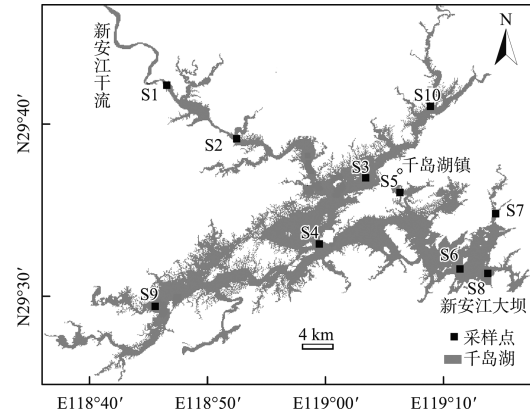 新安江干流
N
S1
S10
N29°40′
S2
S3
千岛湖镇
S5
S7
S4
S6
N29°30′
S9
S8
新安江大坝
4 km
采样点
千岛湖
E118°40′
E118°50′
E119°00′
E119°10′